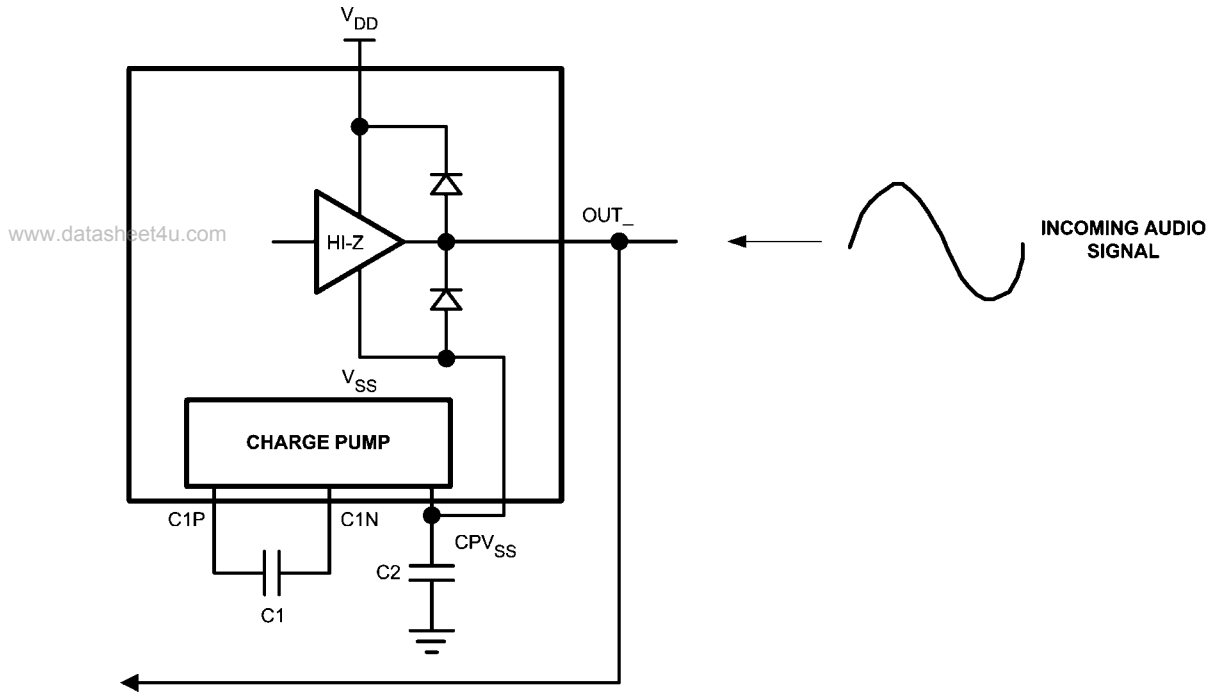 VDD
www.datasheet4u.com
HI-Z
OUT_
INCOMING AUDIO
SIGNAL
VSS
CHARGE PUMP
C1P
C1N
CPVSS
C2
C1